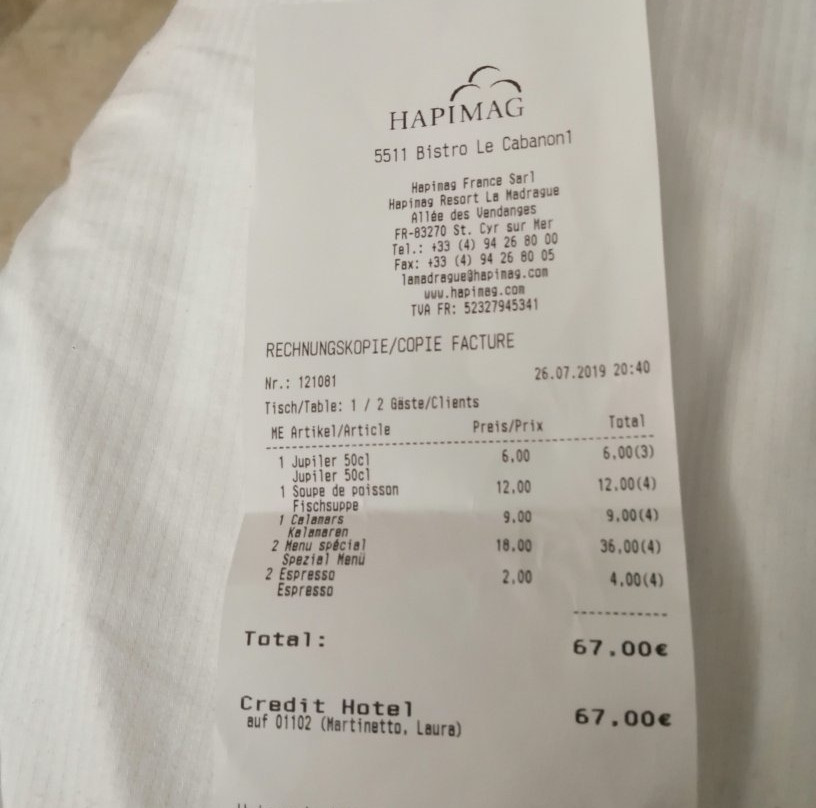 HAPIMAG
5511 Bistro Le Cabanon1
Hapimag France Sarl
Hapimag Resort La Madrague
Allée des Vendanges
FR-83270 St. Cyr sur Mer
Tel.: +33 (4) 94 26 80 00
Fax: +33 (4) 94 26 80 05
lamadrague@hapimag.com
www.hapimag.com
TVA FR: 52327945341
RECHNUNGSKOPIE/COPIE FACTURE
Nr.: 121081 26.07.2019 20:40
Tisch/Table: 1 / 2 Gäste/Clients
ME Artikel/Article Preis/Prix Total
1 Jupiler 50cl 6,00 6,00(3)
Jupiler 50cl
1 Soupe de poisson 12,00 12,00(4)
Fischsuppe
1 Calamars 9,00 9,00(4)
Kalamaren
2 Menu spécial 18,00 36,00(4)
Spezial Menü
2 Espresso 2,00 4,00(4)
Espresso
Total: 67,00€
Credit Hotel 67,00€
auf 01102 (Martinetto, Laura)